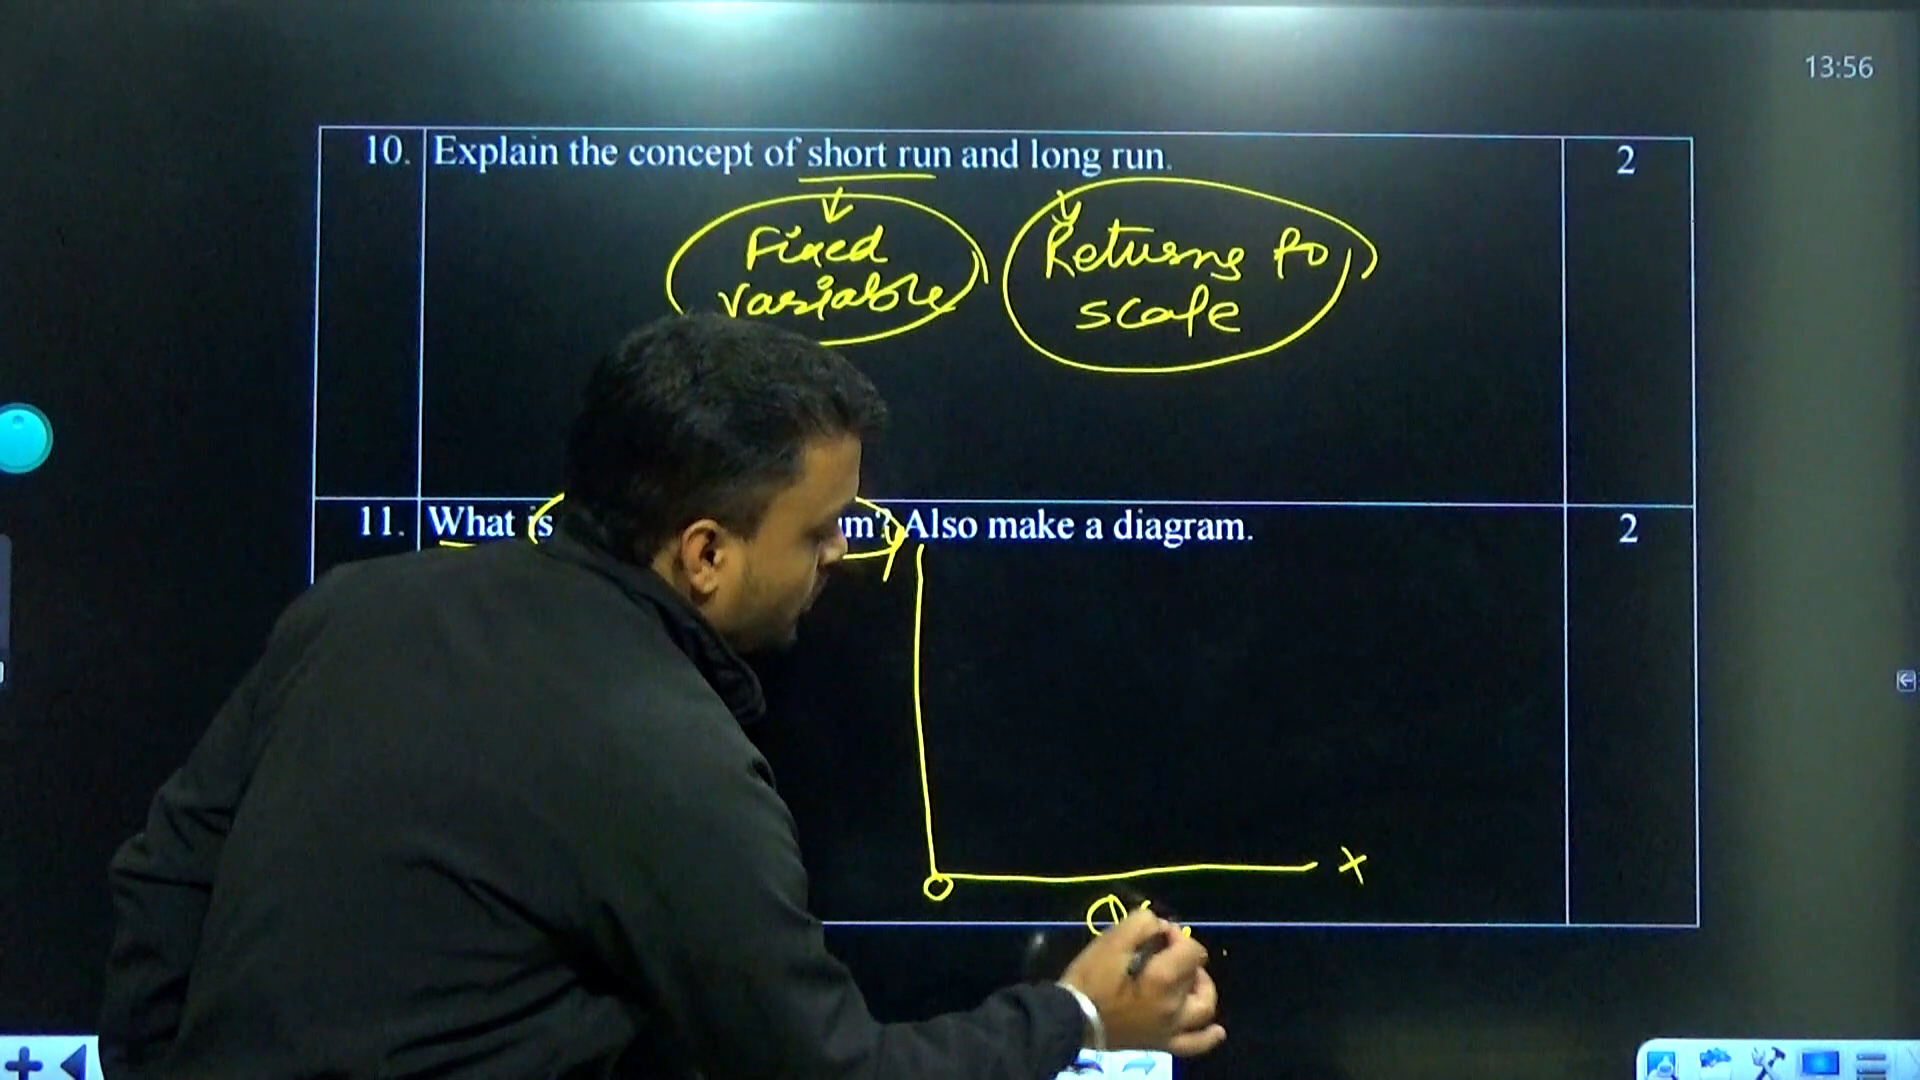 13:56
10. Explain the concept of short run and long run. 2
Fixed
variable
Returns to
scale
11. What is m? Also make a diagram. 2
X
O